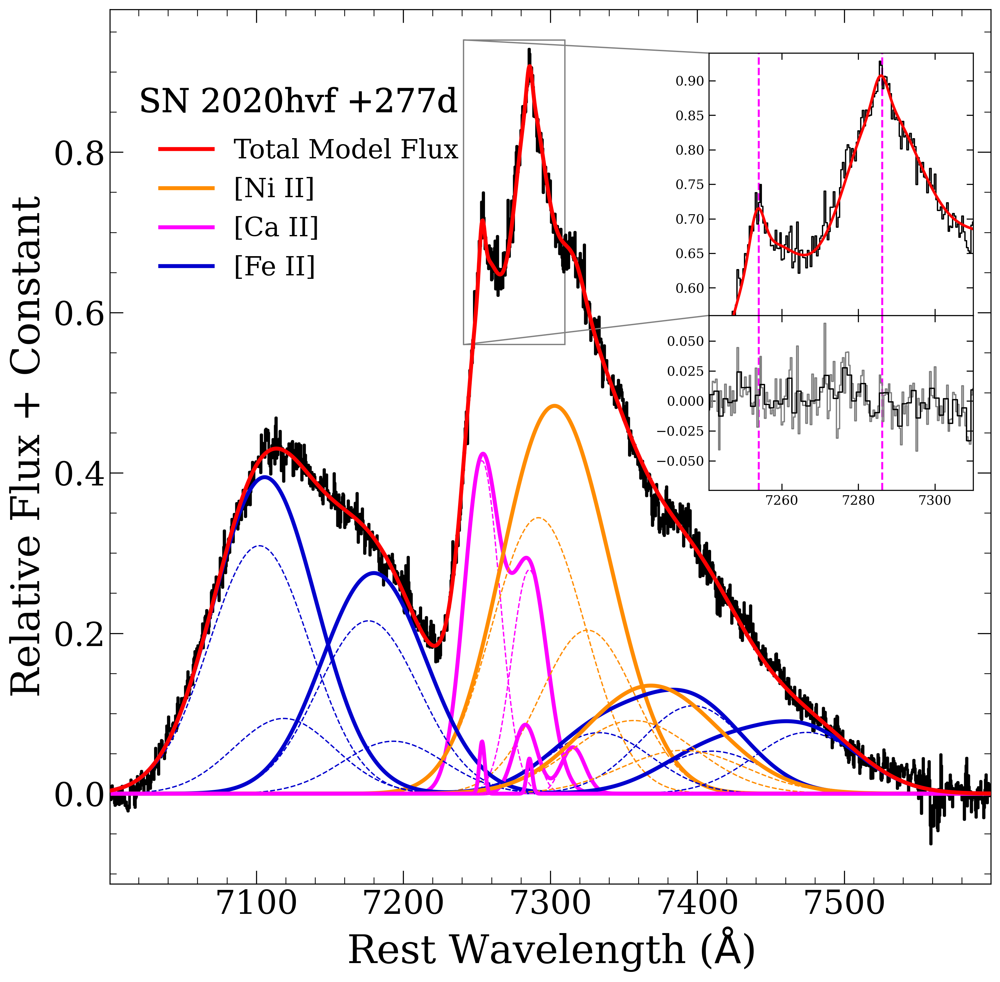 SN 2020hvf +277d
Total Model Flux
[Ni II]
[Ca II]
[Fe II]
Relative Flux + Constant
0.8
0.6
0.4
0.2
0.0
7100 7200 7300 7400 7500
Rest Wavelength (Å)
0.90
0.85
0.80
0.75
0.70
0.65
0.60
0.050
0.025
0.000
−0.025
−0.050
7260 7280 7300